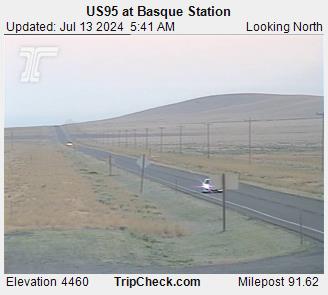 US95 at Basque Station
Updated: Jul 13 2024 5:41 AM Looking North
Elevation 4460 TripCheck.com Milepost 91.62